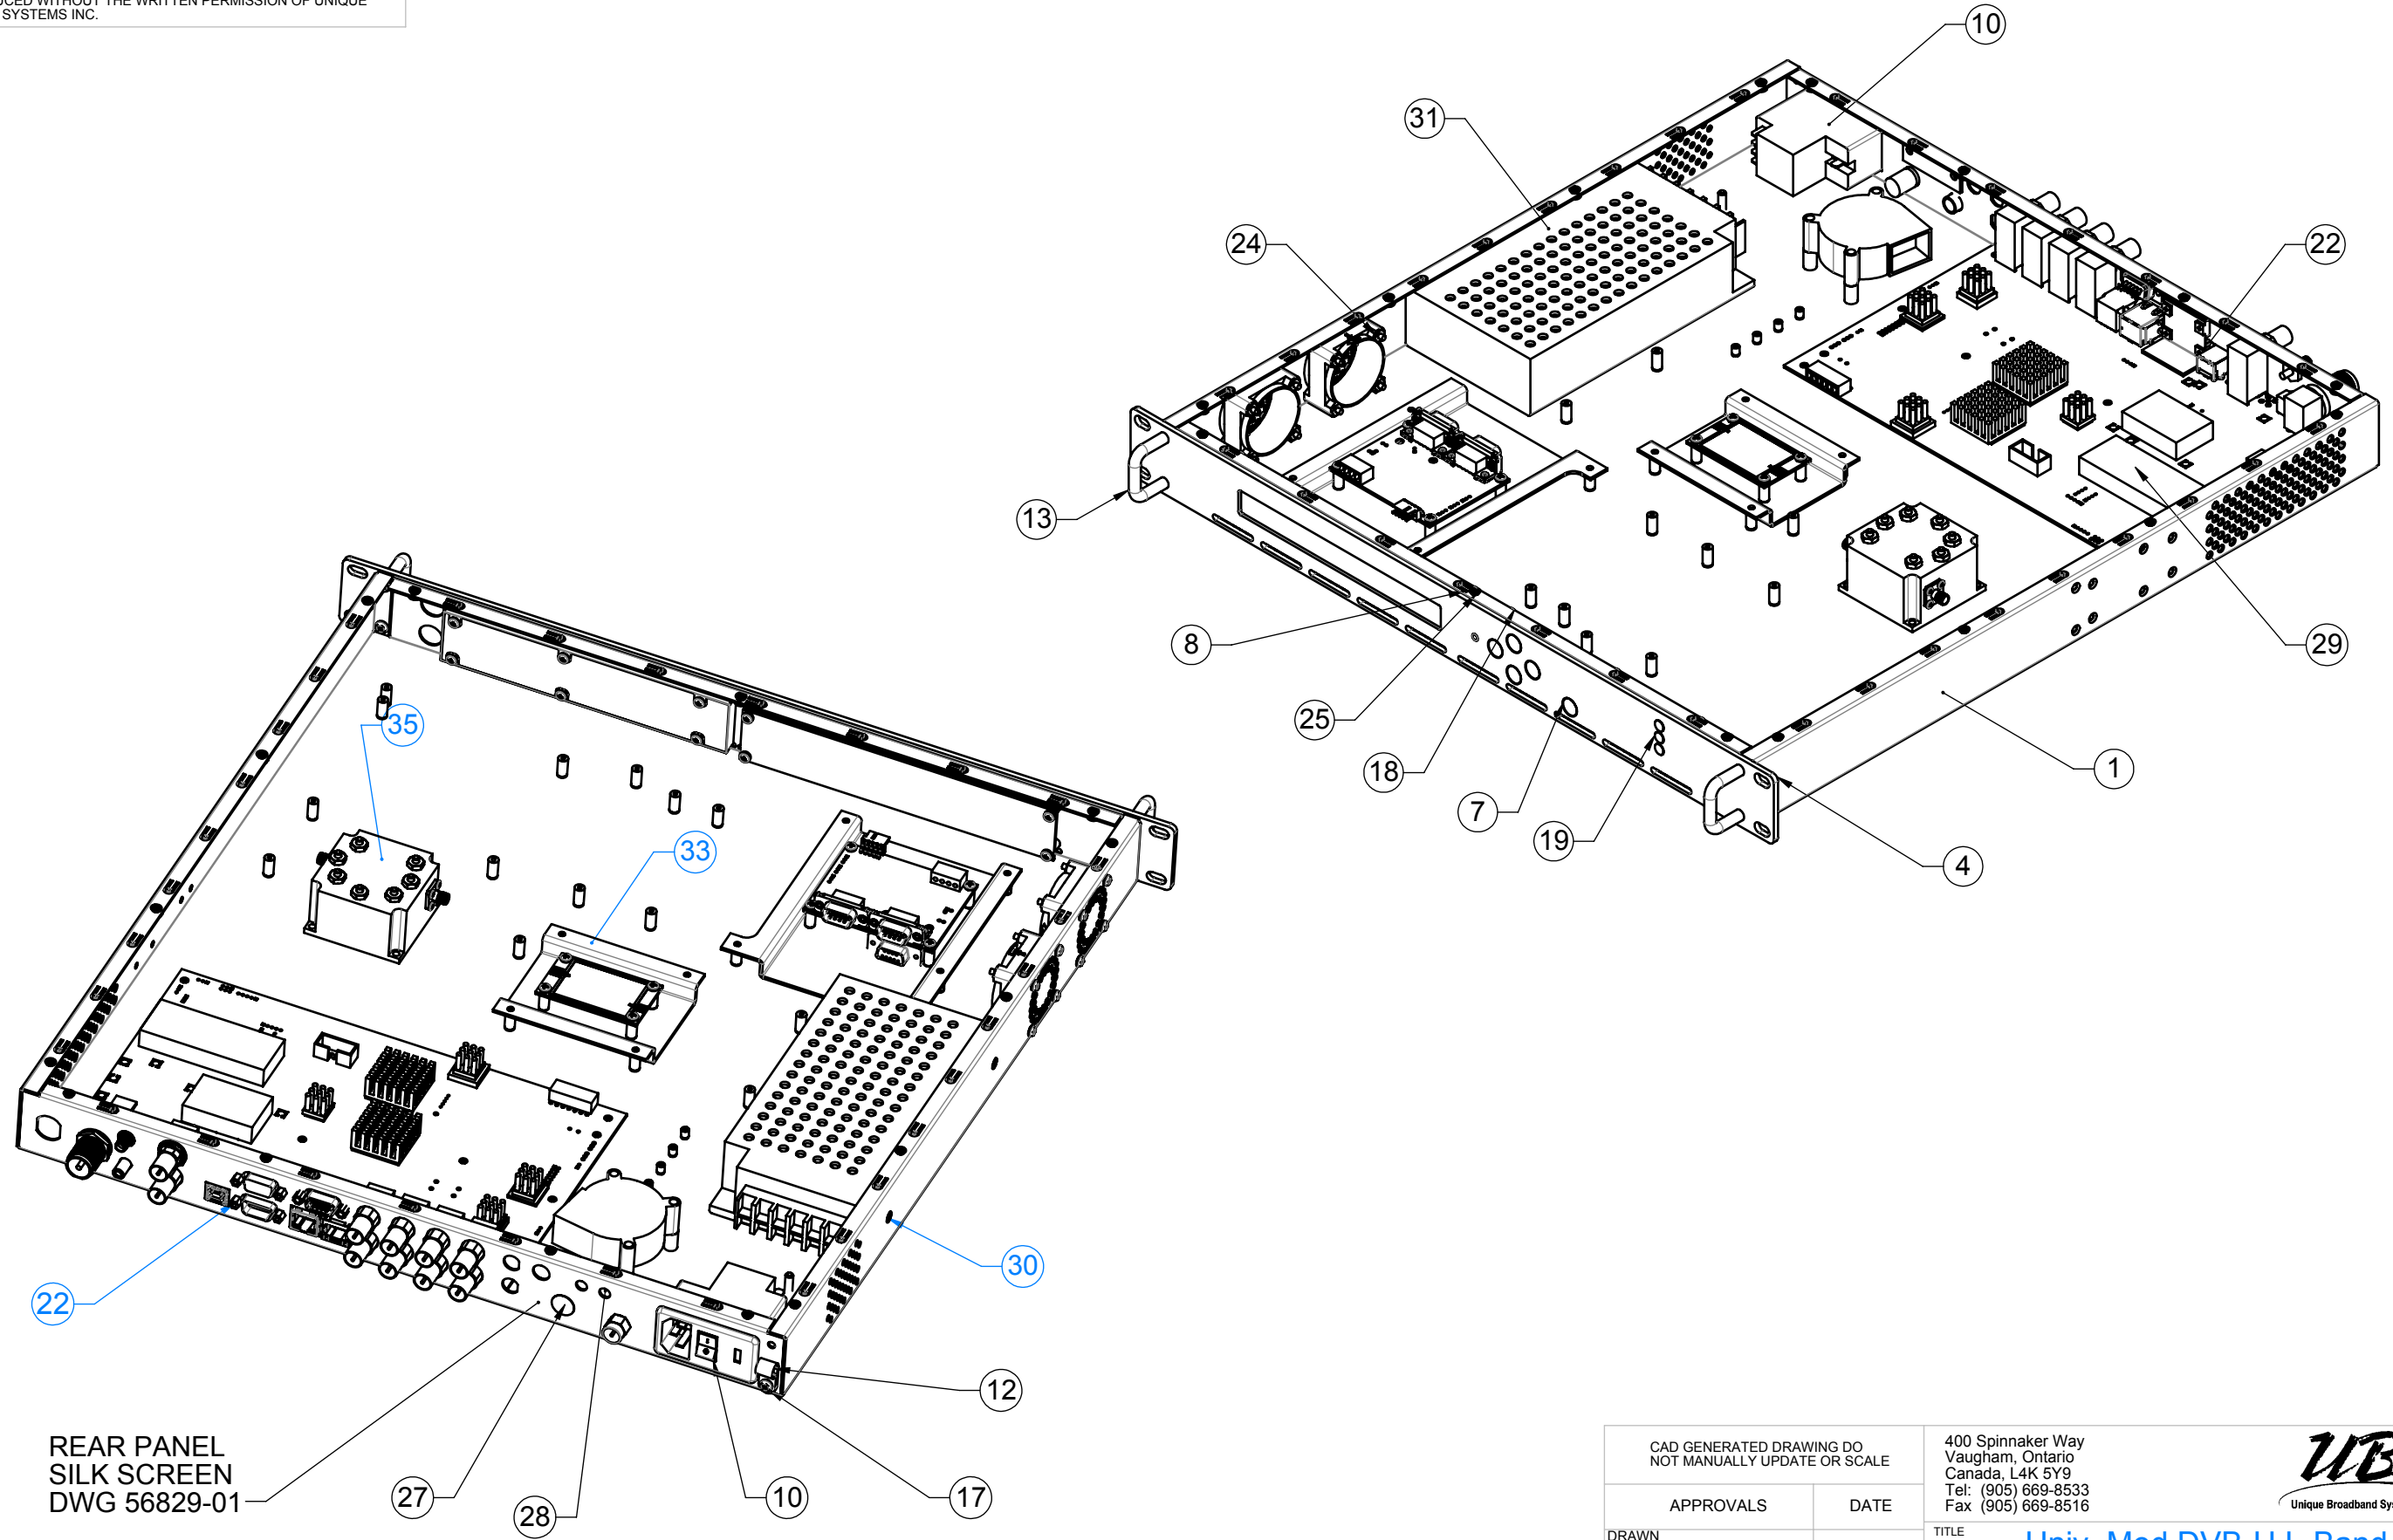 SYSTEMS INC.
10
31
24
22
13
8
25
18
7
19
29
1
4
35
33
22
30
12
17
10
28
27
REAR PANEL
SILK SCREEN
DWG 56829-01
CAD GENERATED DRAWING DO
NOT MANUALLY UPDATE OR SCALE
APPROVALS DATE
DRAWN
400 Spinnaker Way
Vaugham, Ontario
Canada, L4K 5Y9
Tel: (905) 669-8533
Fax (905) 669-8516
Unique Broadband
TITLE